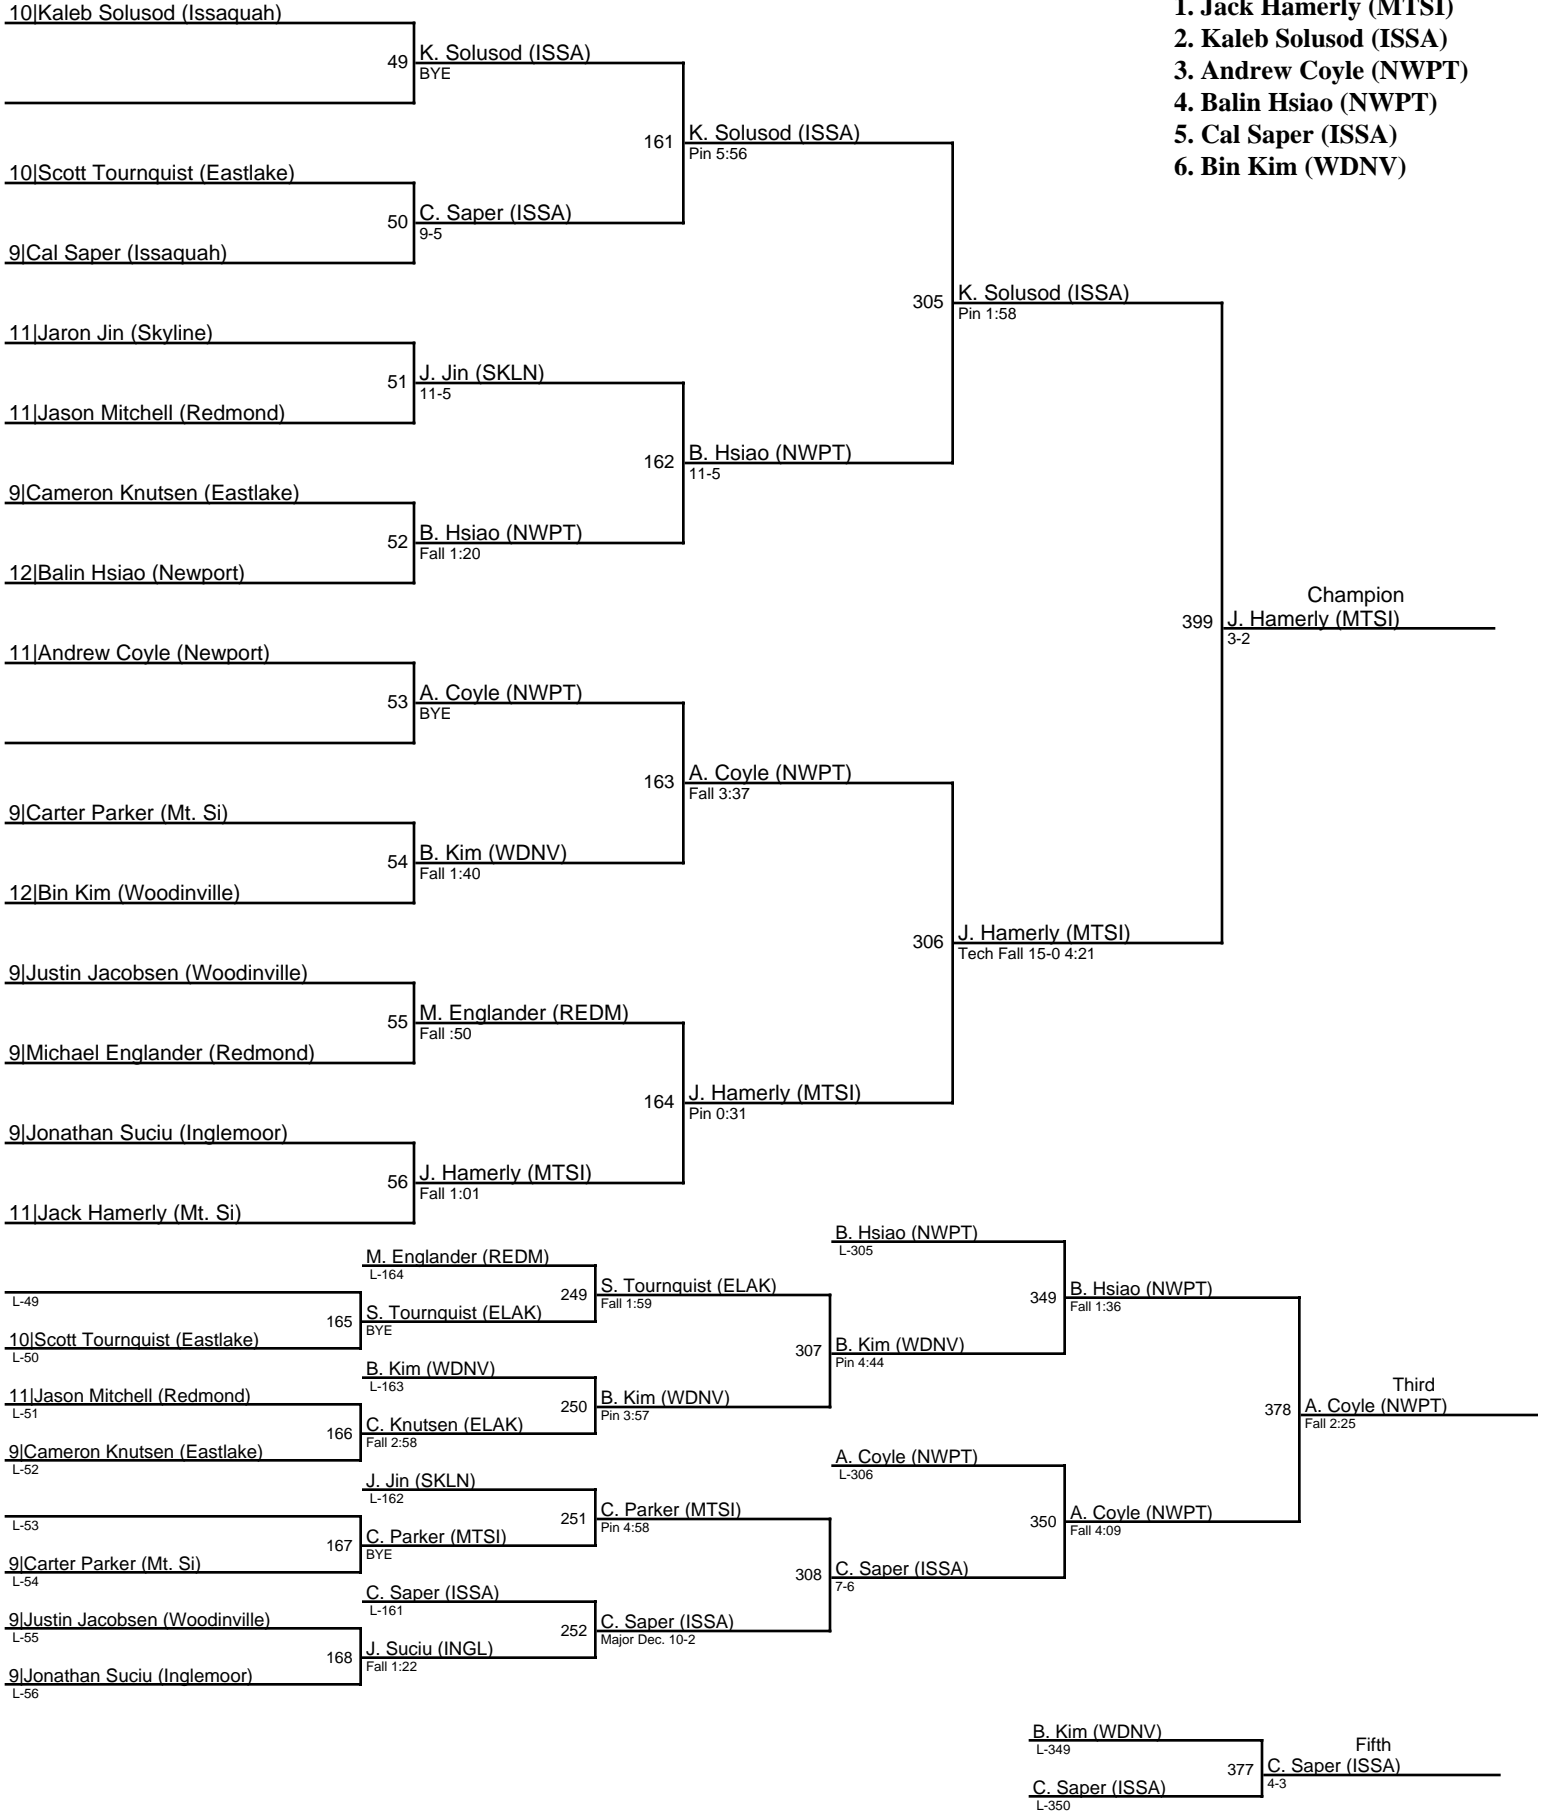 10|Kaleb Solusod (Issaquah)
1. Jack Hamerly (MTSI)
2. Kaleb Solusod (ISSA)
3. Andrew Coyle (NWPT)
4. Balin Hsiao (NWPT)
5. Cal Saper (ISSA)
6. Bin Kim (WDNV)
49
K. Solusod (ISSA)
BYE
161
K. Solusod (ISSA)
Pin 5:56
10|Scott Tournquist (Eastlake)
50
C. Saper (ISSA)
9-5
9|Cal Saper (Issaquah)
305
K. Solusod (ISSA)
Pin 1:58
11|Jaron Jin (Skyline)
51
J. Jin (SKLN)
11-5
11|Jason Mitchell (Redmond)
162
B. Hsiao (NWPT)
11-5
9|Cameron Knutsen (Eastlake)
52
B. Hsiao (NWPT)
Fall 1:20
12|Balin Hsiao (Newport)
Champion
399
J. Hamerly (MTSI)
3-2
11|Andrew Coyle (Newport)
53
A. Coyle (NWPT)
BYE
163
A. Coyle (NWPT)
Fall 3:37
9|Carter Parker (Mt. Si)
54
B. Kim (WDNV)
Fall 1:40
12|Bin Kim (Woodinville)
306
J. Hamerly (MTSI)
Tech Fall 15-0 4:21
9|Justin Jacobsen (Woodinville)
55
M. Englander (REDM)
Fall :50
9|Michael Englander (Redmond)
164
J. Hamerly (MTSI)
Pin 0:31
9|Jonathan Suciu (Inglemoor)
56
J. Hamerly (MTSI)
Fall 1:01
11|Jack Hamerly (Mt. Si)
L-49
165
10|Scott Tournquist (Eastlake)
L-50
M. Englander (REDM)
L-164
249
S. Tournquist (ELAK)
BYE
S. Tournquist (ELAK)
Fall 1:59
11|Jason Mitchell (Redmond)
L-51
166
9|Cameron Knutsen (Eastlake)
L-52
B. Kim (WDNV)
L-163
250
C. Knutsen (ELAK)
Fall 2:58
B. Kim (WDNV)
Pin 3:57
307
B. Hsiao (NWPT)
L-305
349
B. Kim (WDNV)
Pin 4:44
B. Hsiao (NWPT)
Fall 1:36
L-53
167
9|Carter Parker (Mt. Si)
L-54
J. Jin (SKLN)
L-162
251
C. Parker (MTSI)
BYE
C. Parker (MTSI)
Pin 4:58
9|Justin Jacobsen (Woodinville)
L-55
168
9|Jonathan Suciu (Inglemoor)
L-56
C. Saper (ISSA)
L-161
252
J. Suciu (INGL)
Fall 1:22
C. Saper (ISSA)
Major Dec. 10-2
308
A. Coyle (NWPT)
L-306
350
C. Saper (ISSA)
7-6
A. Coyle (NWPT)
Fall 4:09
Third
378
A. Coyle (NWPT)
Fall 2:25
B. Kim (WDNV)
L-349
377
C. Saper (ISSA)
L-350
Fifth
C. Saper (ISSA)
4-3